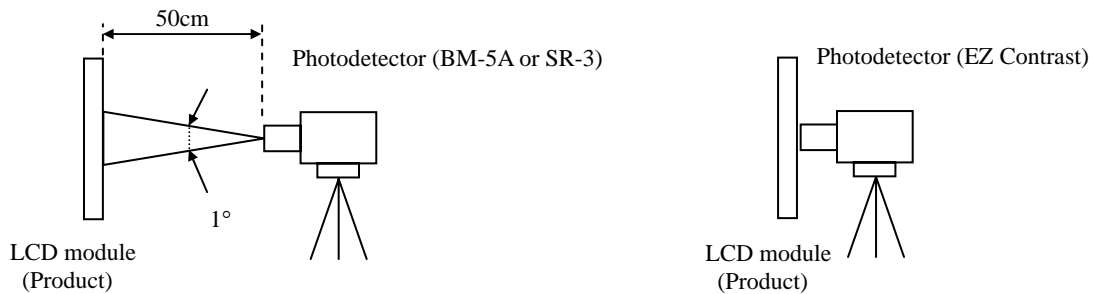 50cm
Photodetector (BM-5A or SR-3)
1°
LCD module
(Product)
Photodetector (EZ Contrast)
LCD module
(Product)